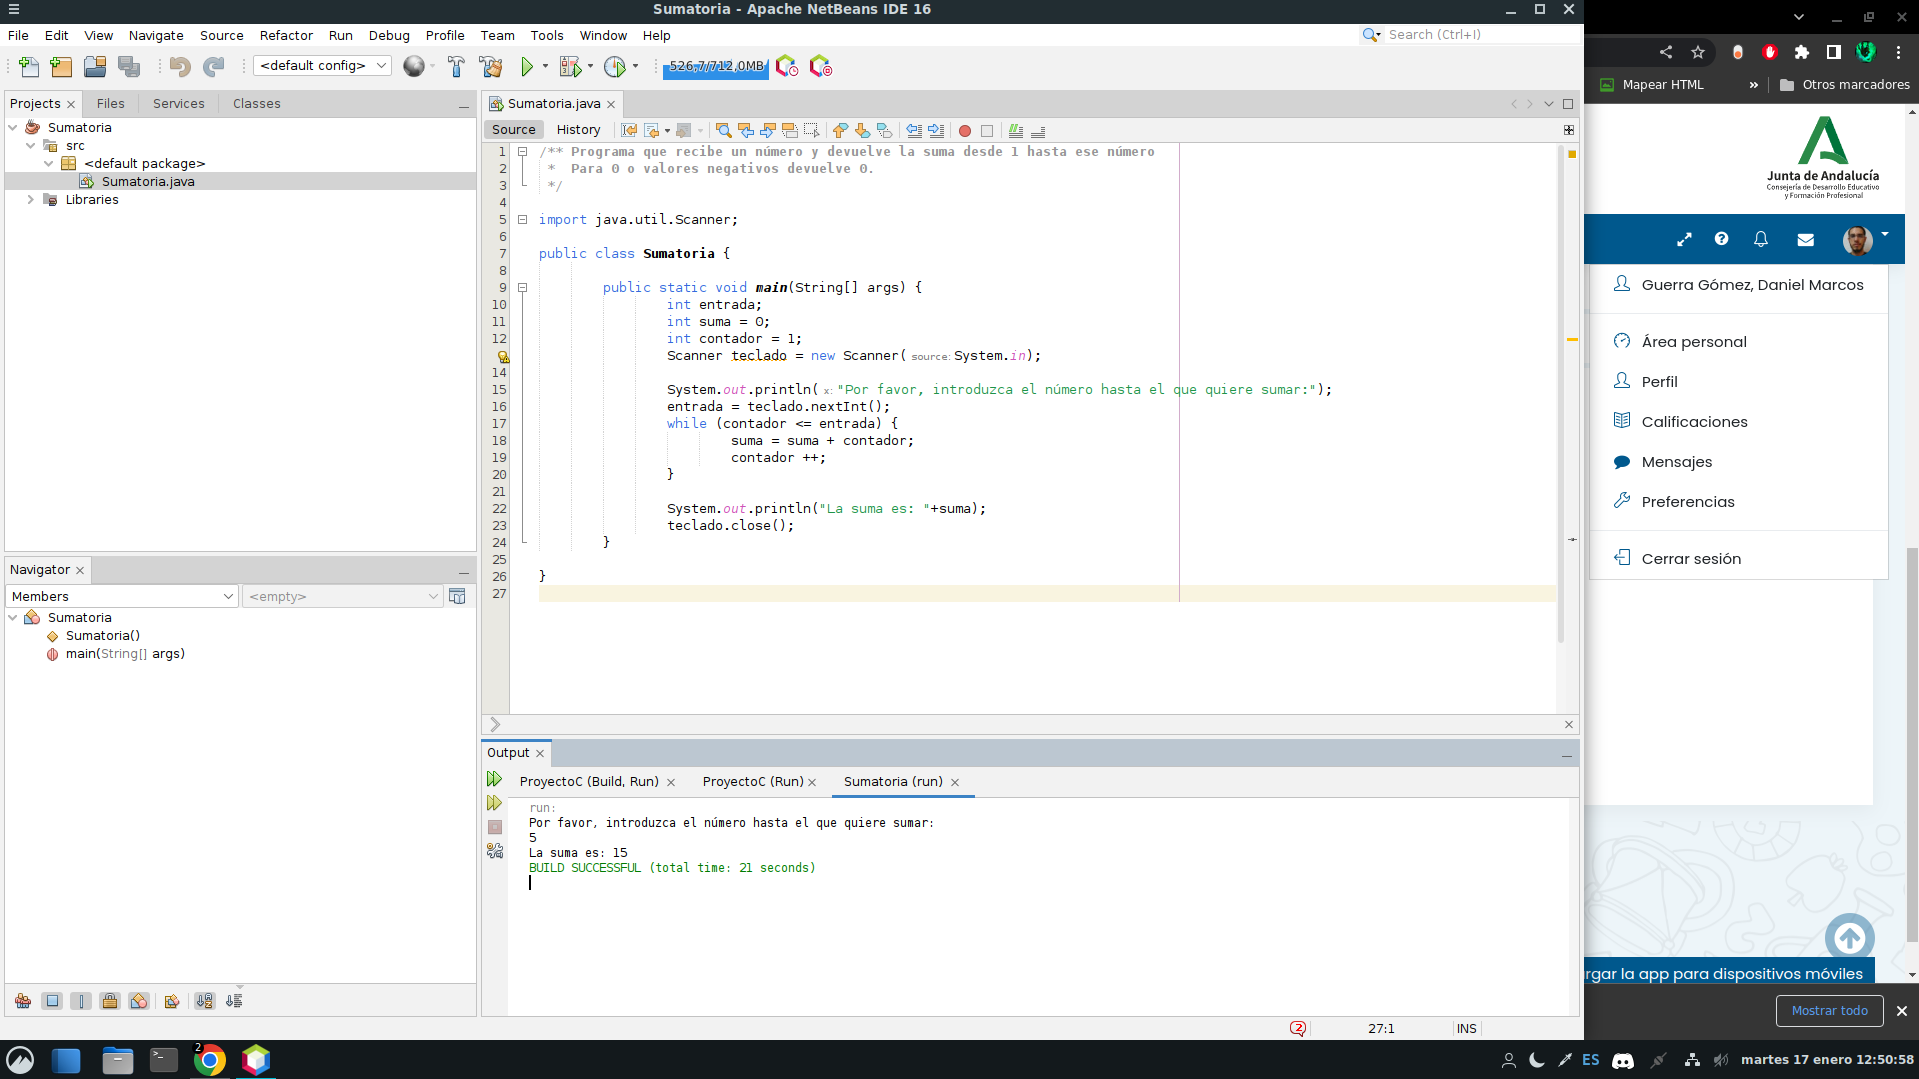 Sumatoria - Apache NetBeans IDE 16
File Edit View Navigate Source Refactor Run Debug Profile Team Tools Window Help
Search (Ctrl+I)
<default config>
526,7/712,0MB
Projects Files Services Classes
Sumatoria
src
<default package>
Sumatoria.java
Libraries
Navigator
Members
<empty>
Sumatoria
Sumatoria()
main(String[] args)
Sumatoria.java
Source History
1 /** Programa que recibe un número y devuelve la suma desde 1 hasta ese número
2 * Para 0 o valores negativos devuelve 0.
3 */
4
5 import java.util.Scanner;
6
7 public class Sumatoria {
8
9 public static void main(String[] args) {
10 int entrada;
11 int suma = 0;
12 int contador = 1;
Scanner teclado = new Scanner( source: System.in);
14
15 System.out.println( x: "Por favor, introduzca el número hasta el que quiere sumar:");
16 entrada = teclado.nextInt();
17 while (contador <= entrada) {
18 suma = suma + contador;
19 contador ++;
20 }
21
22 System.out.println("La suma es: "+suma);
23 teclado.close();
24 }
25
26 }
27
Output
ProyectoC (Build, Run) ProyectoC (Run) Sumatoria (run)
run:
Por favor, introduzca el número hasta el que quiere sumar:
5
La suma es: 15
BUILD SUCCESSFUL (total time: 21 seconds)
2
27:1
INS
Mapear HTML » Otros marcadores
Junta de Andalucía
Consejería de Desarrollo Educativo
y Formación Profesional
Guerra Gómez, Daniel Marcos
Área personal
Perfil
Calificaciones
Mensajes
Preferencias
Cerrar sesión
rgar la app para dispositivos móviles
Mostrar todo
2
ES
martes 17 enero 12:50:58